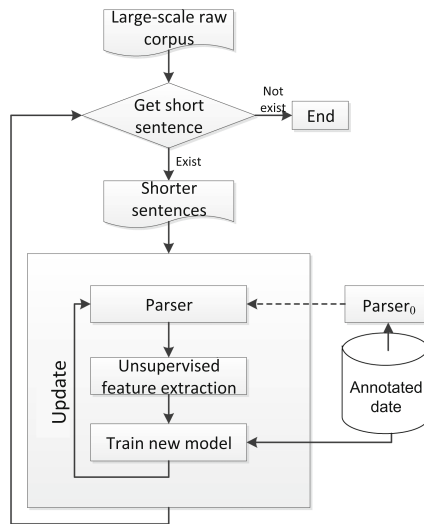 Large-scale raw
corpus
Get short
sentence
Not
exist
End
Exist
Shorter
sentences
Parser
Parser₀
Unsupervised
feature extraction
Annotated
date
Update
Train new model